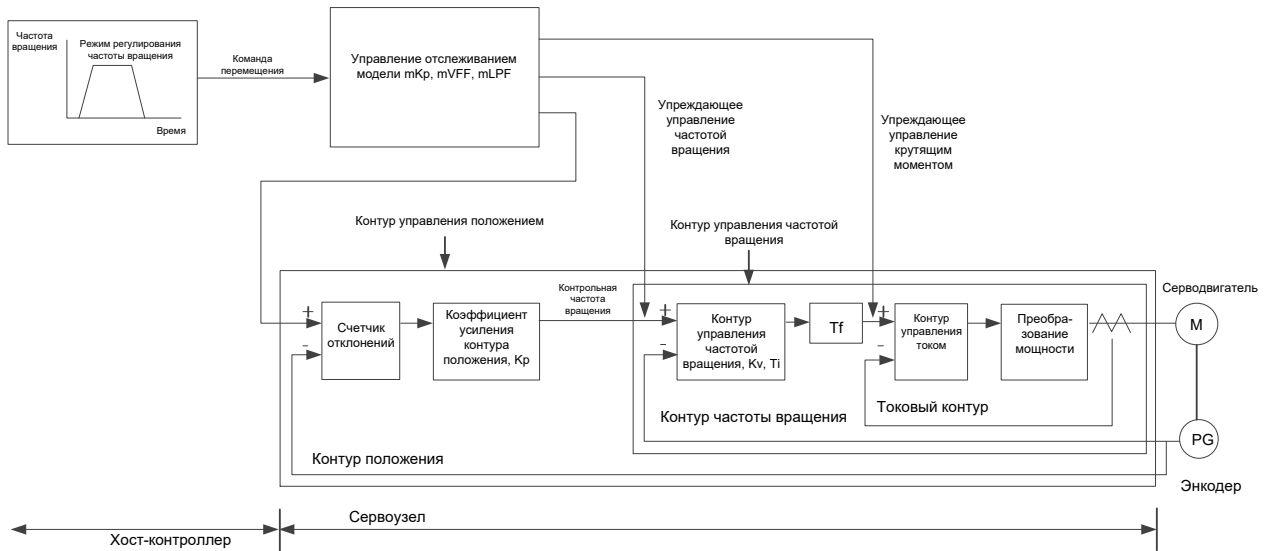 Частота
вращения
Режим регулирования
частоты вращения
Время
Команда
перемещения
Управление отслеживанием
модели mKp, mVFF, mLPF
Упреждающее
управление
частотой
вращения
Упреждающее
управление
крутящим
моментом
Контур управления положением
Контур управления частотой
вращения
+
-
Счетчик
отклонений
Коэффициент
усиления
контура
положения, Kp
Контрольная
частота
вращения
+
-
Контур
управления
частотой
вращения, Kv, Ti
Tf
+
-
Контур
управления
током
Преобра-
зование
мощности
Серводвигатель
M
Токовый контур
Контур частоты вращения
Контур положения
PG
Энкодер
Хост-контроллер
Сервоузел